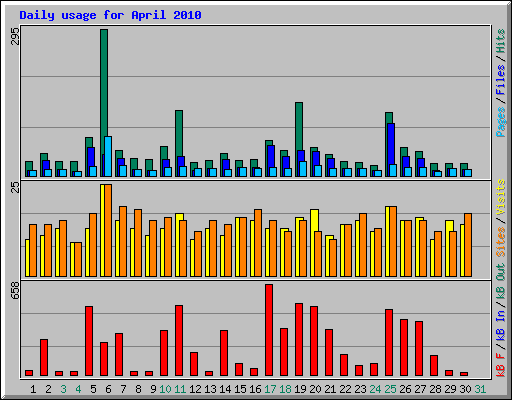 Daily usage for April 2010
295
Pages / Files / Hits
25
Sites / Visits
658
kB F / kB In / kB Out
1 2 3 4 5 6 7 8 9 10 11 12 13 14 15 16 17 18 19 20 21 22 23 24 25 26 27 28 29 30 31